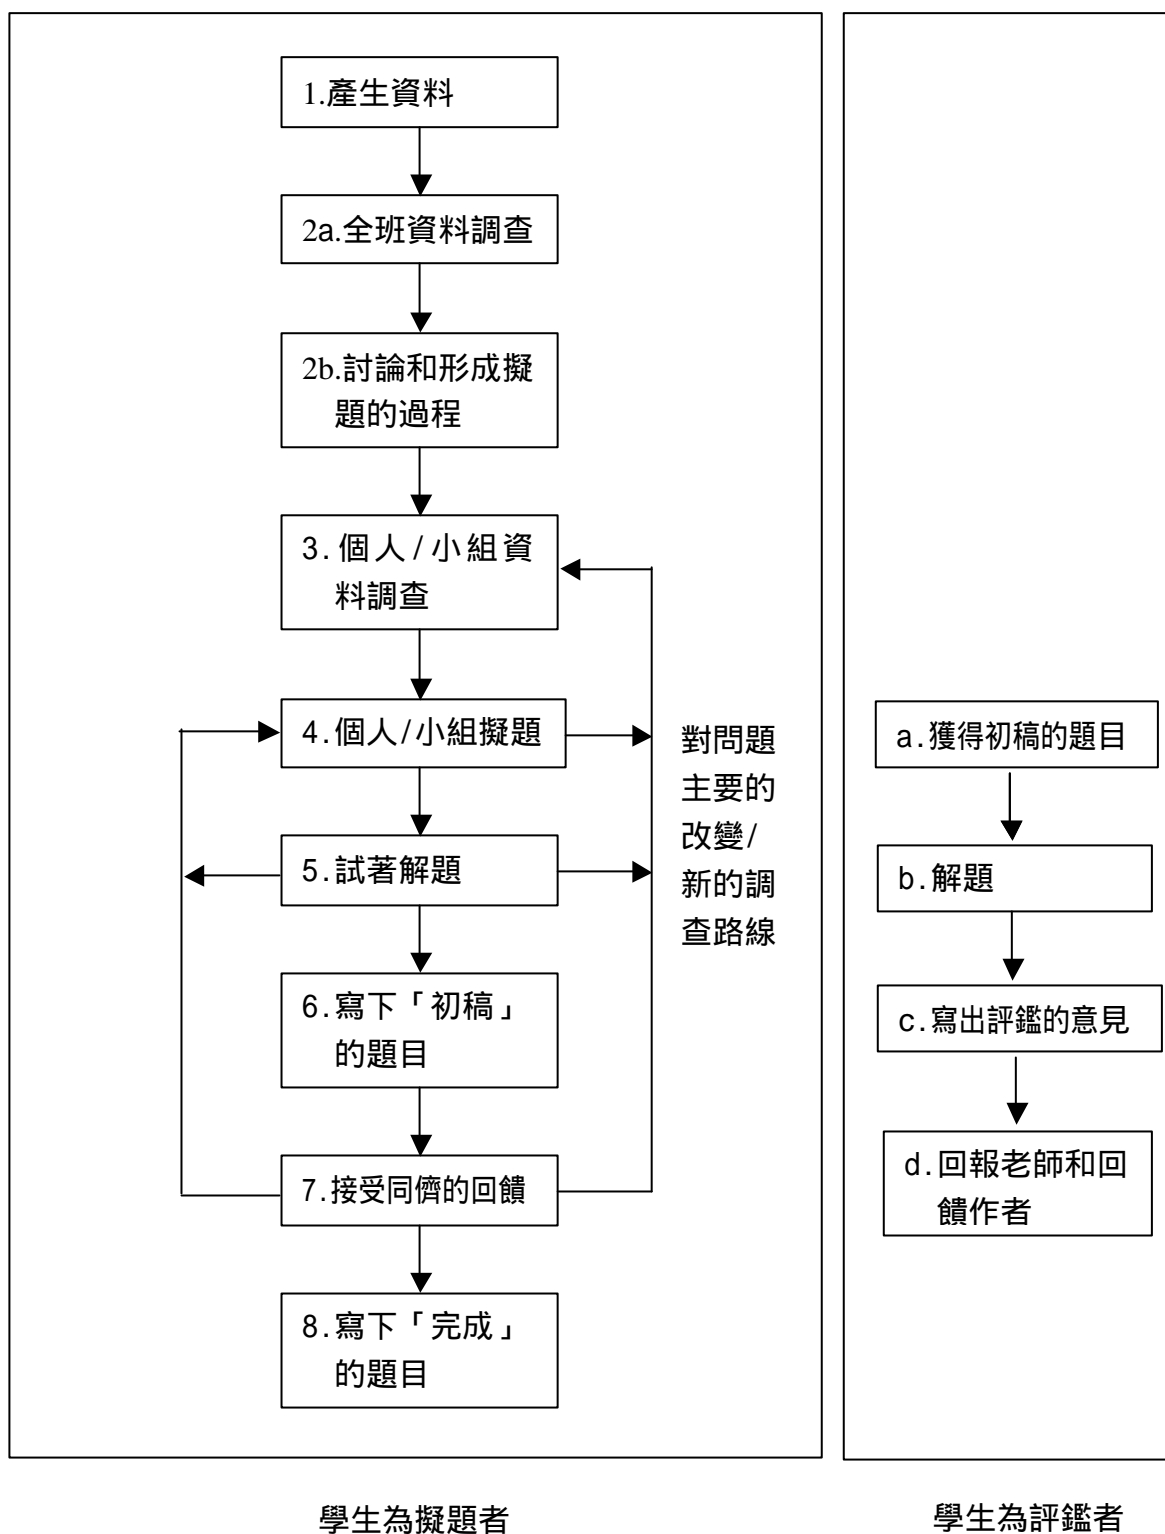 1.產生資料
2a.全班資料調查
2b.討論和形成擬
題的過程
3.個人/小組資
料調查
4.個人/小組擬題
5.試著解題
6.寫下「初稿」
的題目
7.接受同儕的回饋
8.寫下「完成」
的題目
對問題
主要的
改變/
新的調
查路線
學生為擬題者
a.獲得初稿的題目
b.解題
c.寫出評鑑的意見
d.回報老師和回
饋作者
學生為評鑑者